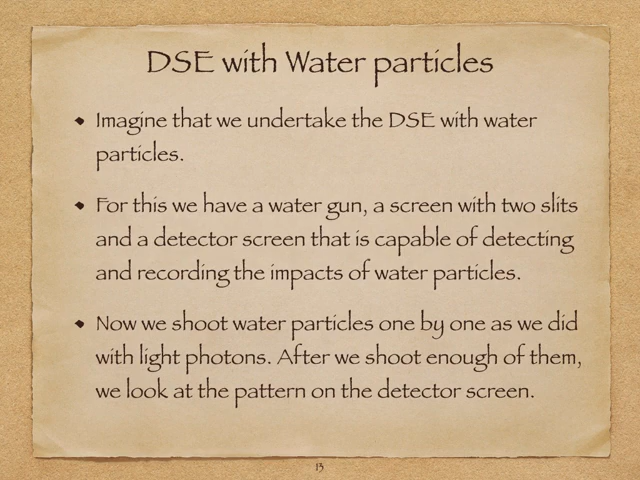 DSE with Water particles
Imagine that we undertake the DSE with water
particles.
For this we have a water gun, a screen with two slits
and a detector screen that is capable of detecting
and recording the impacts of water particles.
Now we shoot water particles one by one as we did
with light photons. After we shoot enough of them,
we look at the pattern on the detector screen.
13